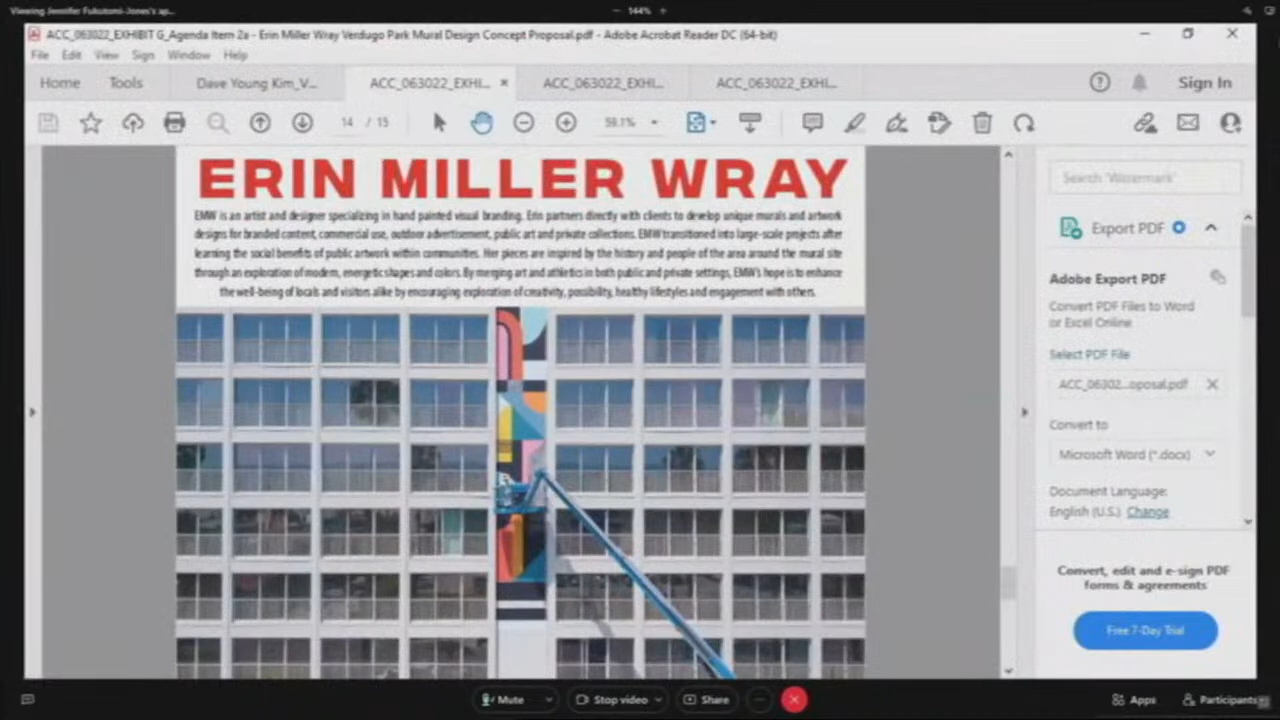 Viewing Jennifer Fukutomi-Jones's ap...
144%
ACC_063022_EXHIBIT G_Agenda Item 2a - Erin Miller Wray Verdugo Park Mural Design Concept Proposal.pdf - Adobe Acrobat Reader DC (64-bit)
File Edit View Sign Window Help
Home Tools Dave Young Kim_V... ACC_063022_EXHI... ACC_063022_EXHI... ACC_063022_EXHI... Sign In
14 / 15 58.1%
ERIN MILLER WRAY
EMW is an artist and designer specializing in hand painted visual branding. Erin partners directly with clients to develop unique murals and artwork
designs for branded content, commercial use, outdoor advertisement, public art and private collections. EMW transitioned into large-scale projects after
learning the social benefits of public artwork within communities. Her pieces are inspired by the history and people of the area around the mural site
through an exploration of modern, energetic shapes and colors. By merging art and athletics in both public and private settings, EMW's hope is to enhance
the well-being of locals and visitors alike by encouraging exploration of creativity, possibility, healthy lifestyles and engagement with others.
Search 'Watermark'
Export PDF
Adobe Export PDF
Convert PDF Files to Word
or Excel Online
Select PDF File
ACC_06302...oposal.pdf
Convert to
Microsoft Word (*.docx)
Document Language:
English (U.S.) Change
Convert, edit and e-sign PDF
forms & agreements
Free 7-Day Trial
Mute Stop video Share Apps Participants